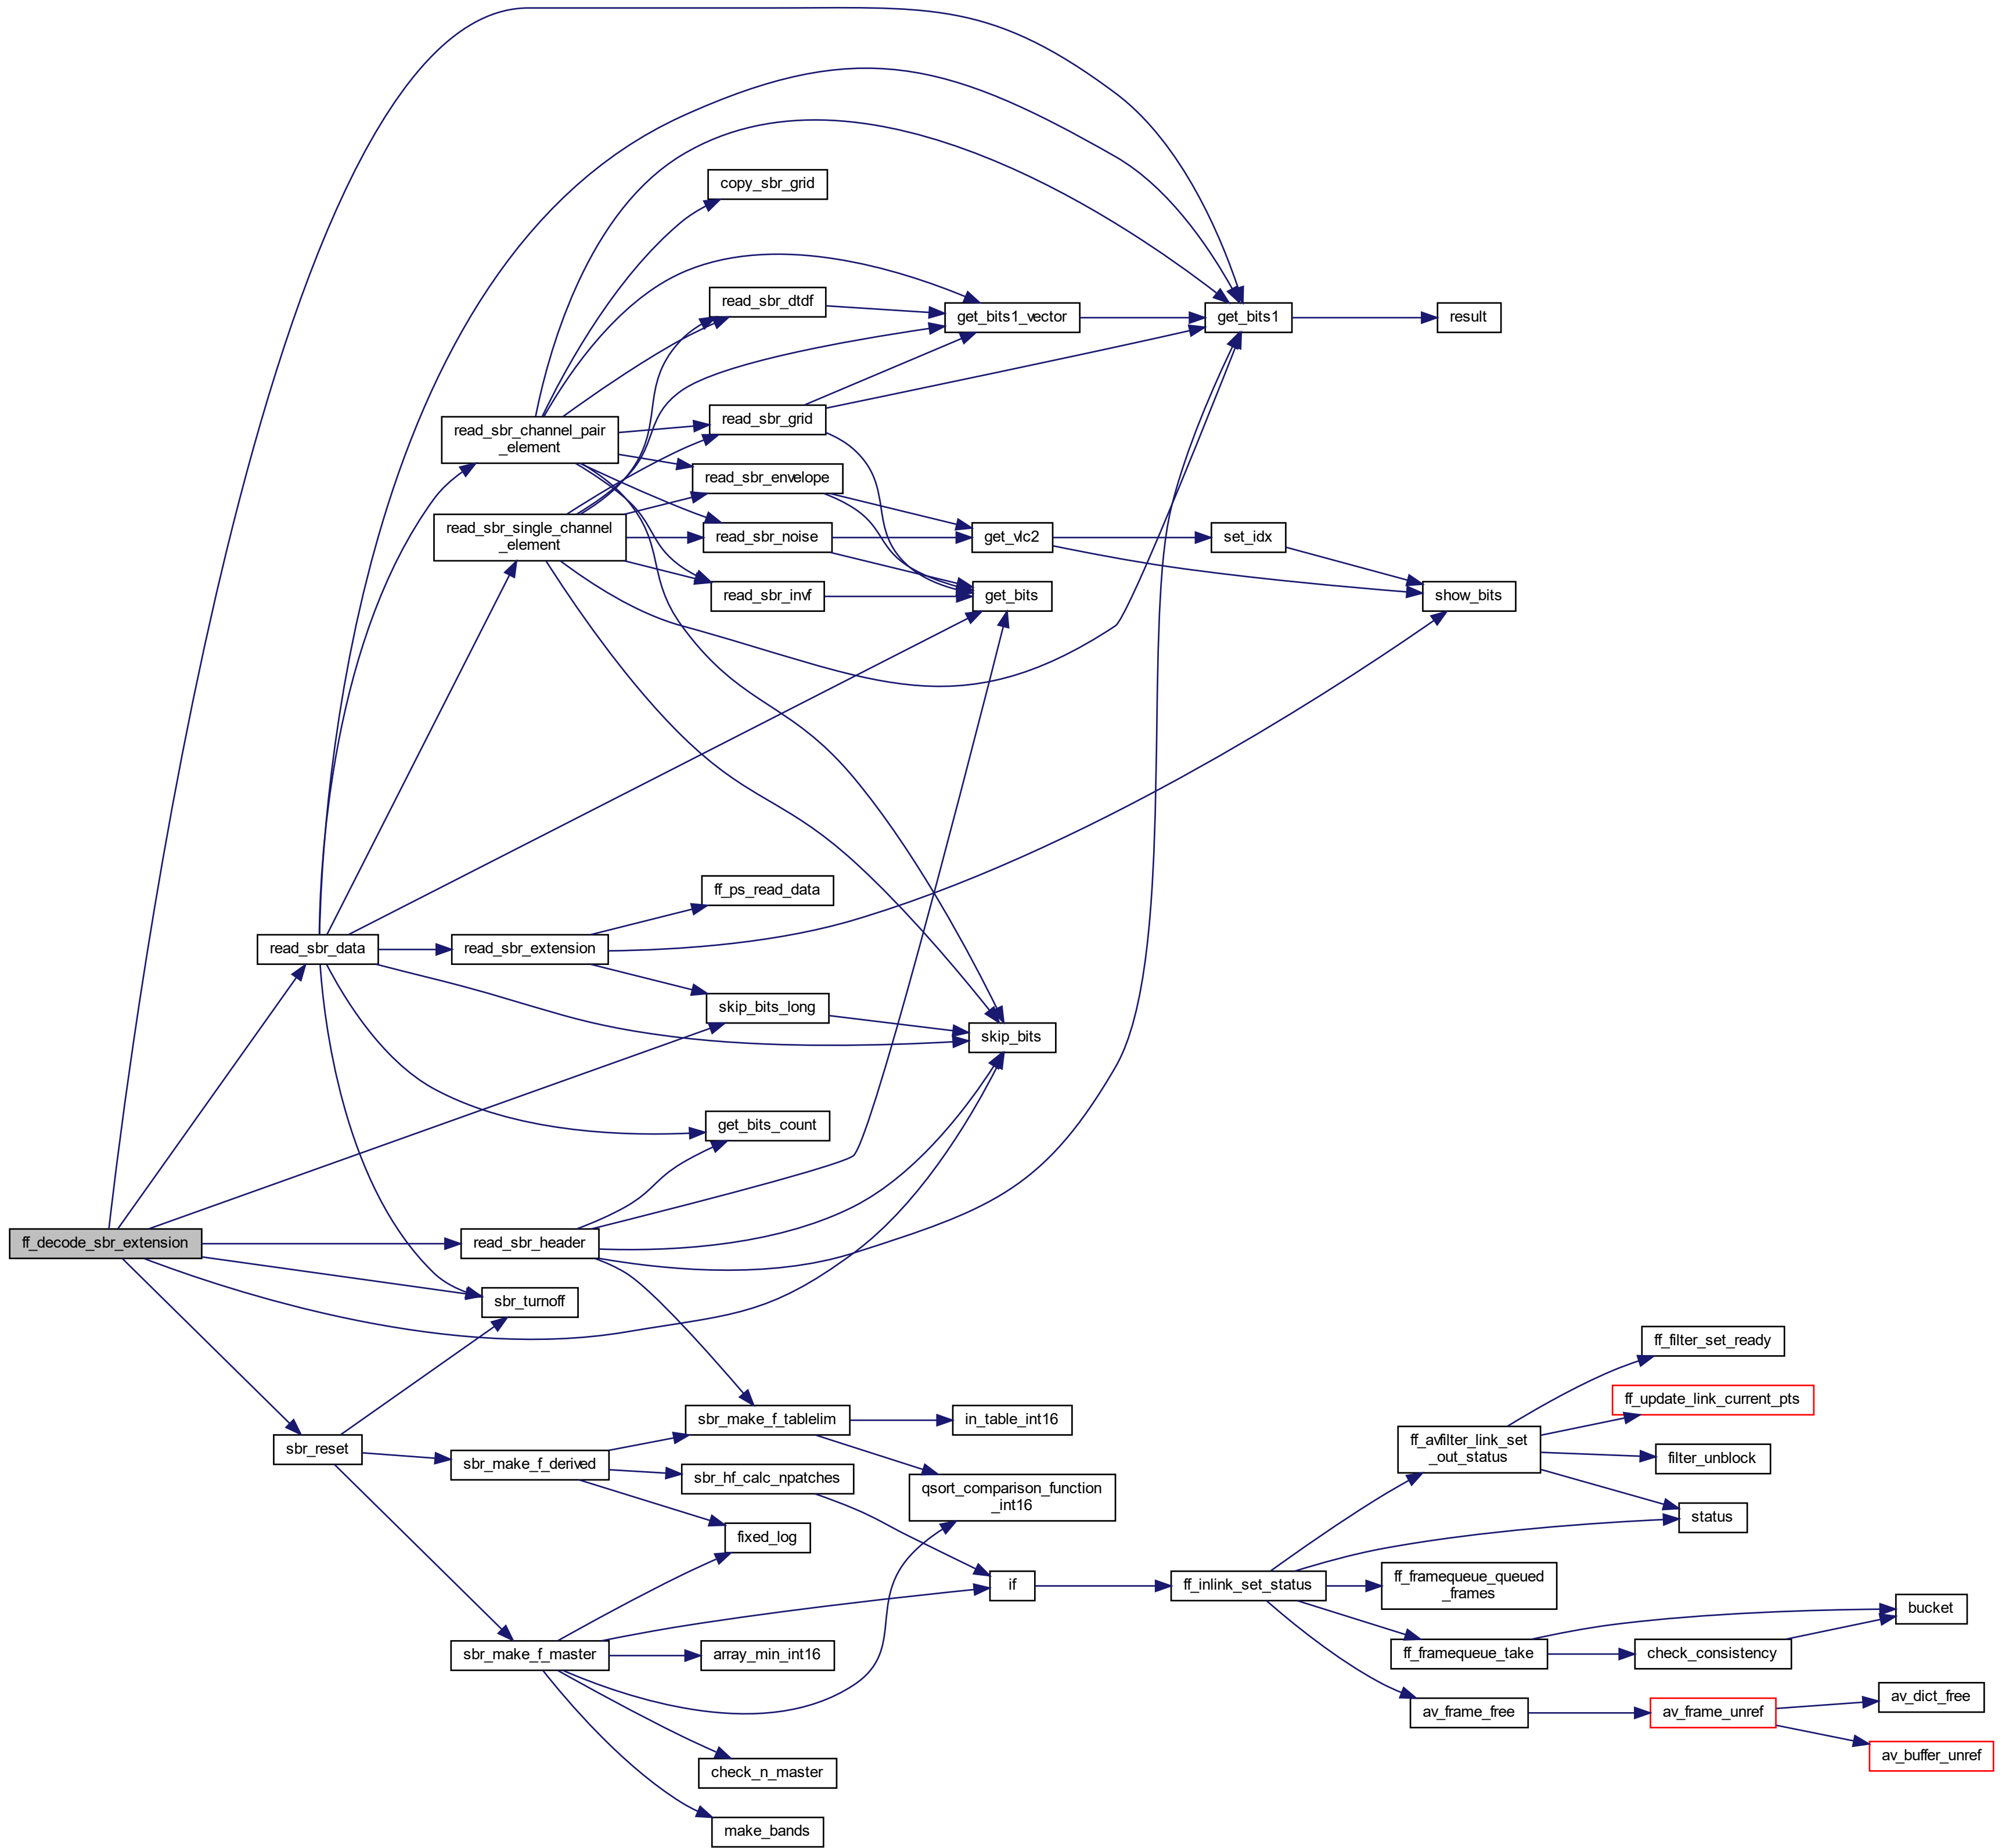 copy_sbr_grid
read_sbr_dtdf
get_bits1_vector
get_bits1
result
read_sbr_channel_pair
_element
read_sbr_grid
read_sbr_envelope
read_sbr_single_channel
_element
read_sbr_noise
get_vlc2
set_idx
read_sbr_invf
get_bits
show_bits
ff_ps_read_data
read_sbr_data
read_sbr_extension
skip_bits_long
skip_bits
get_bits_count
ff_decode_sbr_extension
read_sbr_header
sbr_turnoff
ff_filter_set_ready
ff_update_link_current_pts
sbr_make_f_tablelim
in_table_int16
sbr_reset
ff_avfilter_link_set
_out_status
filter_unblock
sbr_make_f_derived
sbr_hf_calc_npatches
qsort_comparison_function
_int16
status
fixed_log
if
ff_inlink_set_status
ff_framequeue_queued
_frames
bucket
sbr_make_f_master
array_min_int16
ff_framequeue_take
check_consistency
av_frame_free
av_frame_unref
av_dict_free
av_buffer_unref
check_n_master
make_bands